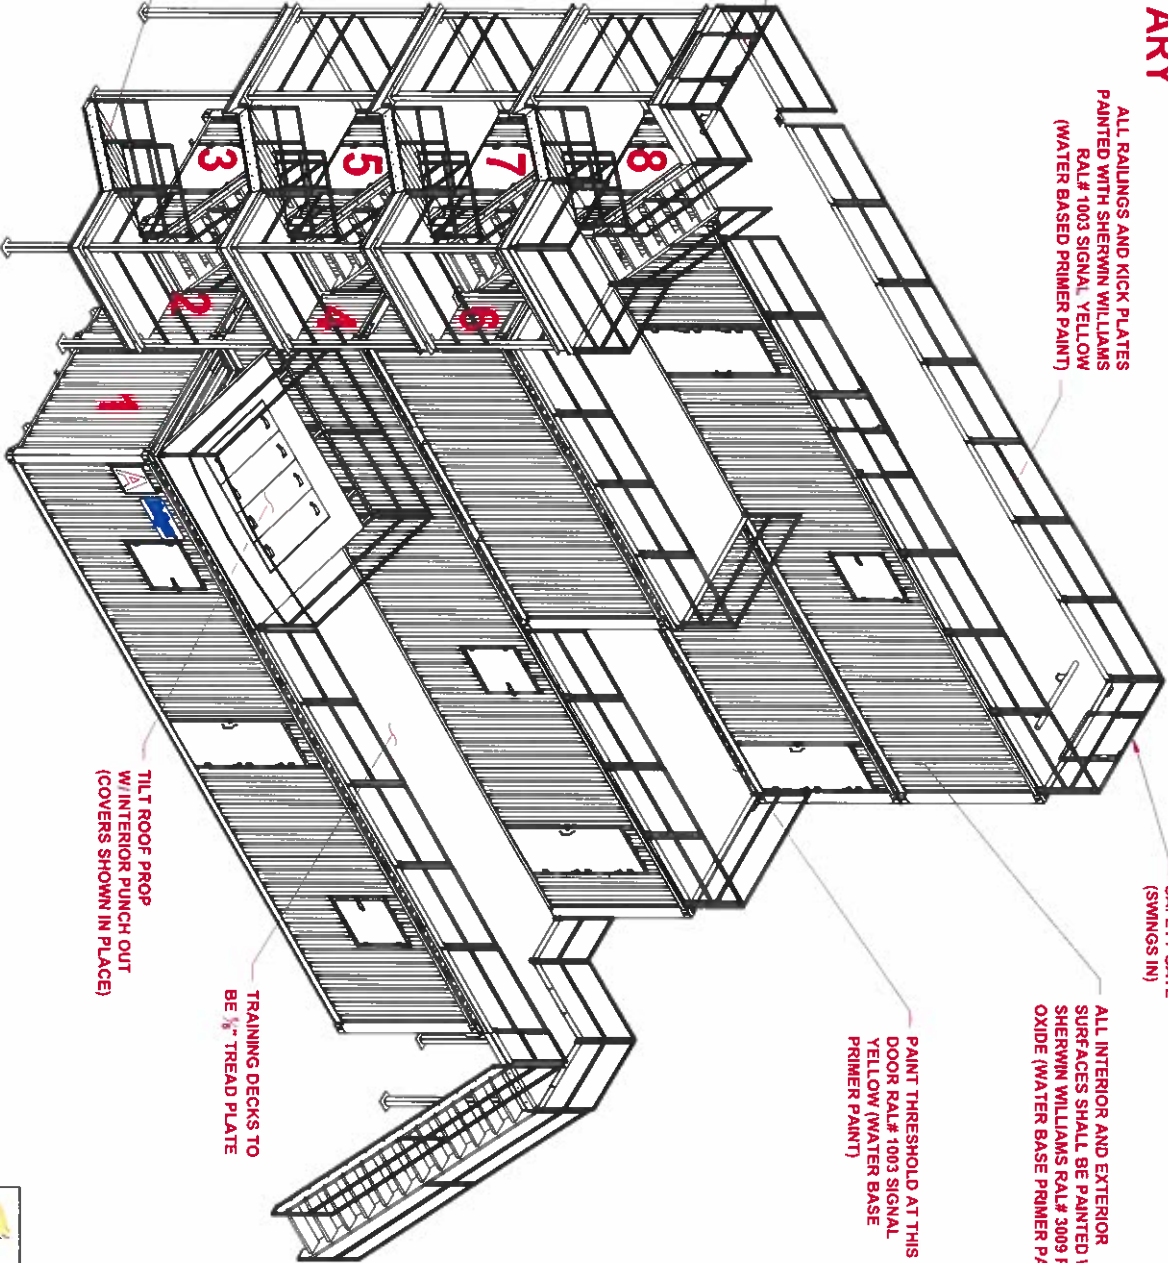 ARY
ALL RAILINGS AND KICK PLATES
PAINTED WITH SHERWIN WILLIAMS
RAL# 1003 SIGNAL YELLOW
(WATER BASED PRIMER PAINT)
(SWINGS IN)
ALL INTERIOR AND EXTERIOR
SURFACES SHALL BE PAINTED
SHERWIN WILLIAMS RAL# 3009
OXIDE (WATER BASE PRIMER
PAINT THRESHOLD AT THIS
DOOR RAL# 1003 SIGNAL
YELLOW (WATER BASE
PRIMER PAINT)
8
7
5
3
6
4
2
1
A
TILT ROOF PROP
W/ INTERIOR PUNCH OUT
(COVERS SHOWN IN PLACE)
TRAINING DECKS TO
BE ⅛" TREAD PLATE